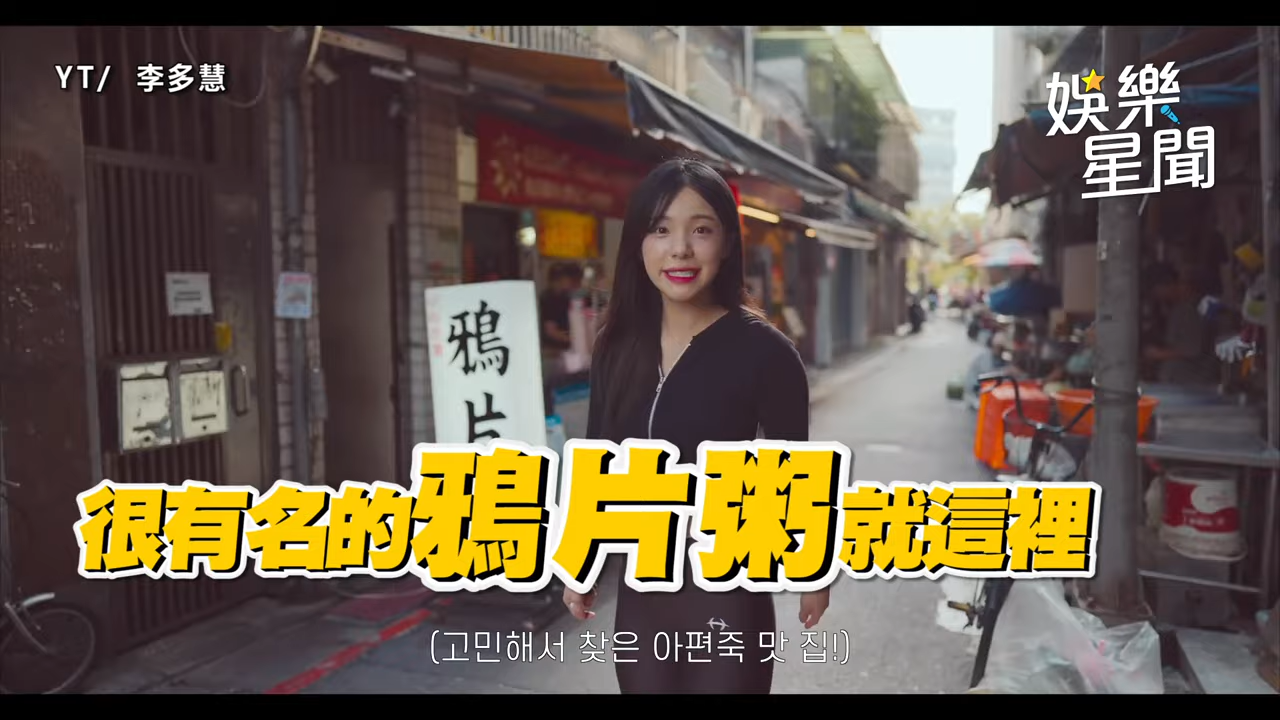 YT/ 李多慧
娛樂
星聞
鴉
片
很有名的鴉片粥就這裡
(고민해서 찾은 아편죽 맛 집!)